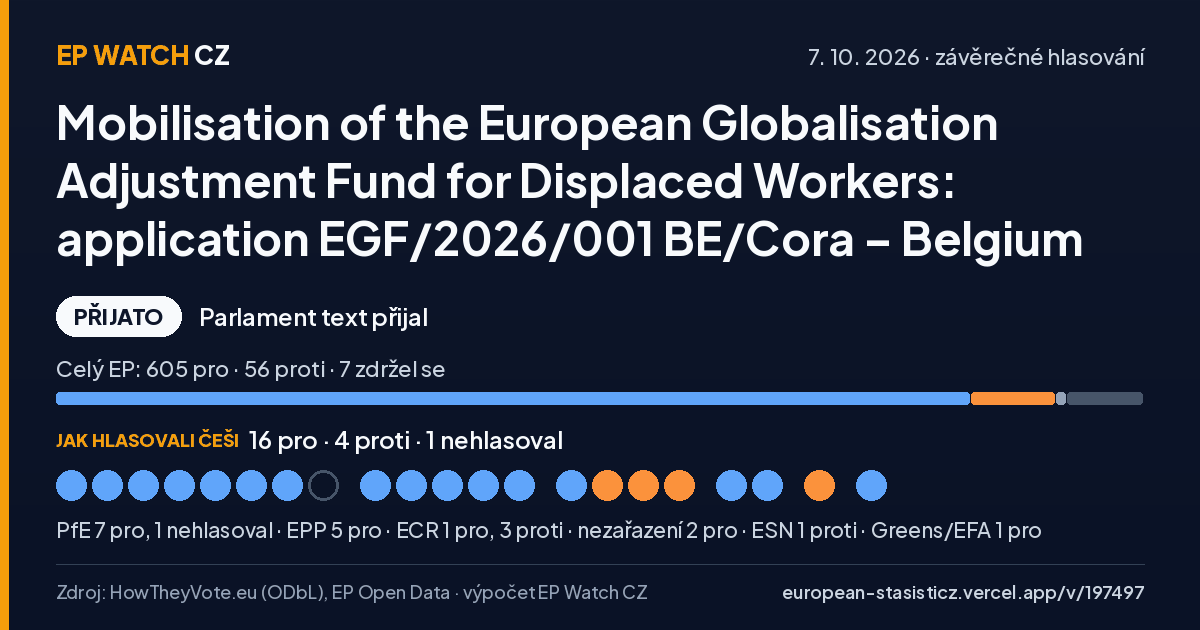 EP WATCH CZ
7. 10. 2026 · závěrečné hlasování
Mobilisation of the European Globalisation
Adjustment Fund for Displaced Workers:
application EGF/2026/001 BE/Cora – Belgium
PŘIJATO Parlament text přijal
Celý EP: 605 pro · 56 proti · 7 zdržel se
JAK HLASOVALI ČEŠI 16 pro · 4 proti · 1 nehlasoval
PfE 7 pro, 1 nehlasoval · EPP 5 pro · ECR 1 pro, 3 proti · nezařazení 2 pro · ESN 1 proti · Greens/EFA 1 pro
Zdroj: HowTheyVote.eu (ODbL), EP Open Data · výpočet EP Watch CZ
european-stasisticz.vercel.app/v/197497